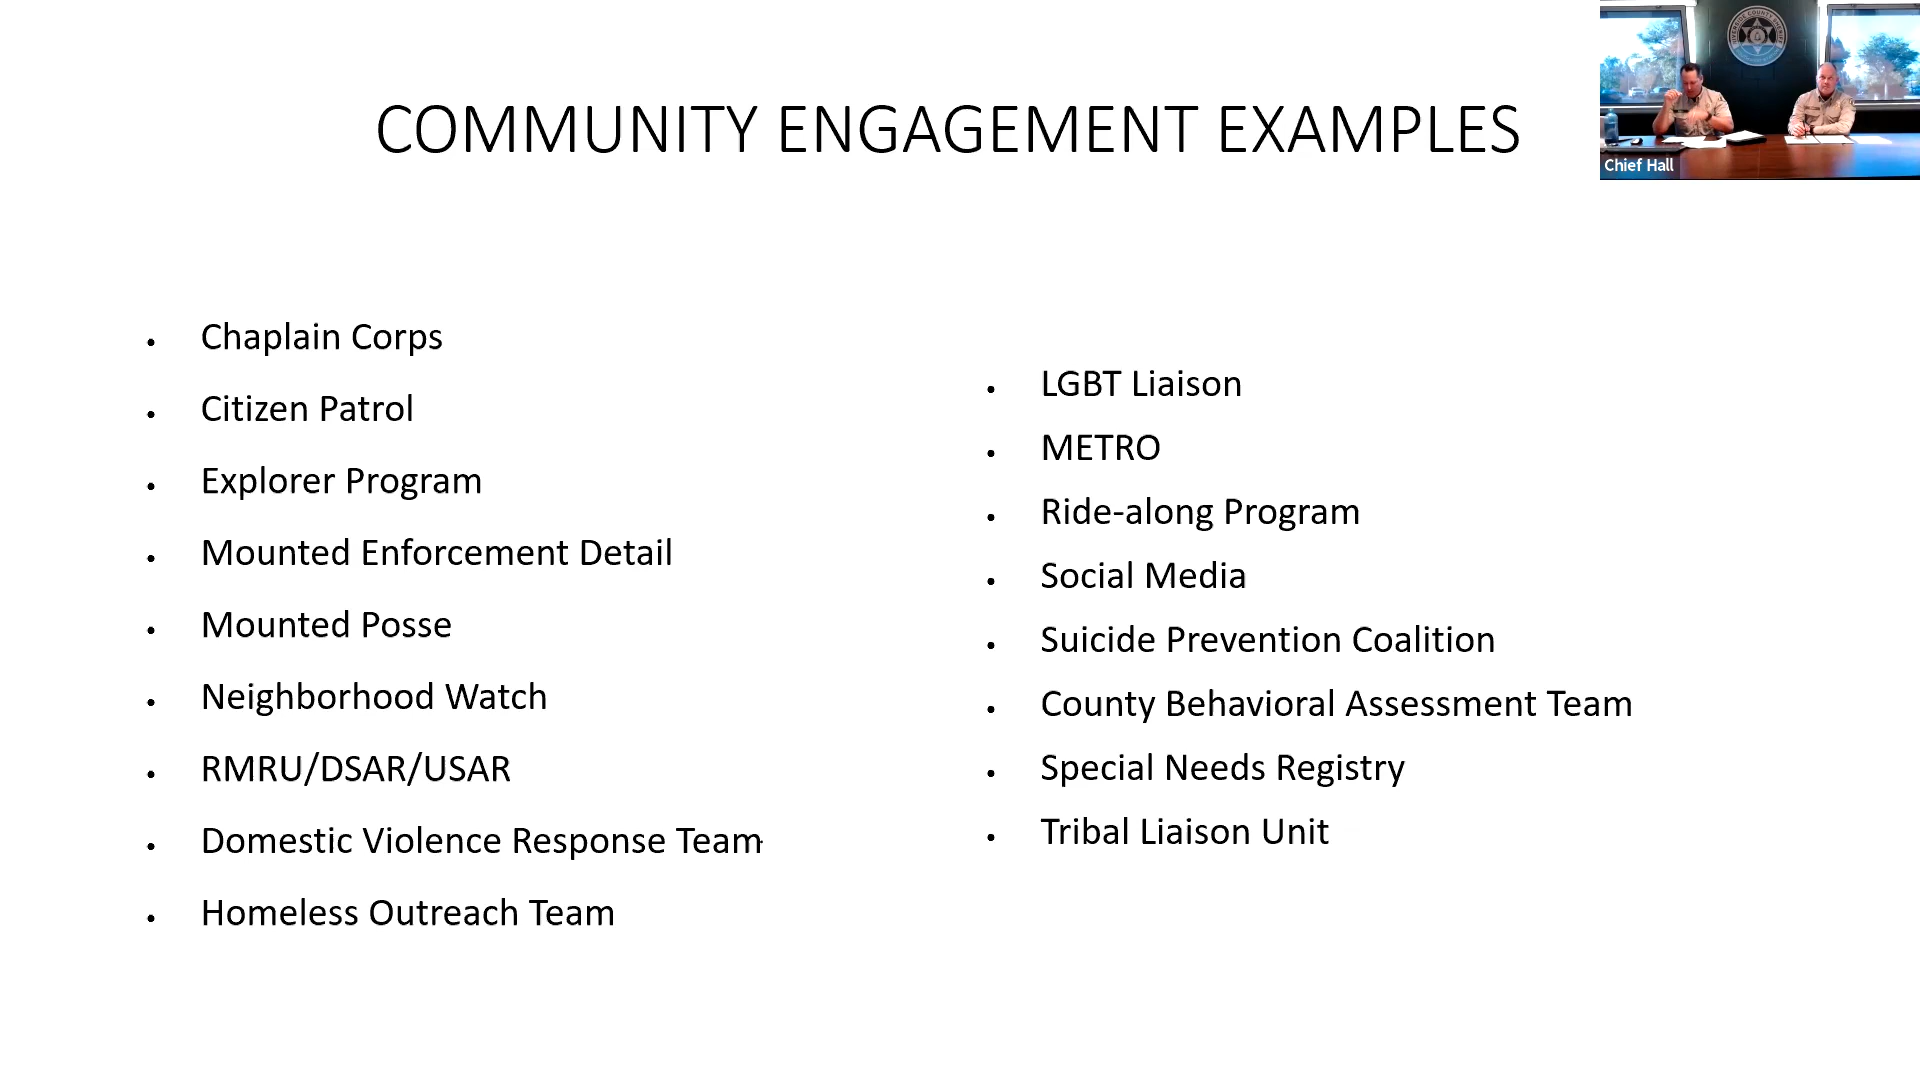 COMMUNITY ENGAGEMENT EXAMPLES
Chief Hall
• Chaplain Corps
• Citizen Patrol
• Explorer Program
• Mounted Enforcement Detail
• Mounted Posse
• Neighborhood Watch
• RMRU/DSAR/USAR
• Domestic Violence Response Team
• Homeless Outreach Team
• LGBT Liaison
• METRO
• Ride-along Program
• Social Media
• Suicide Prevention Coalition
• County Behavioral Assessment Team
• Special Needs Registry
• Tribal Liaison Unit